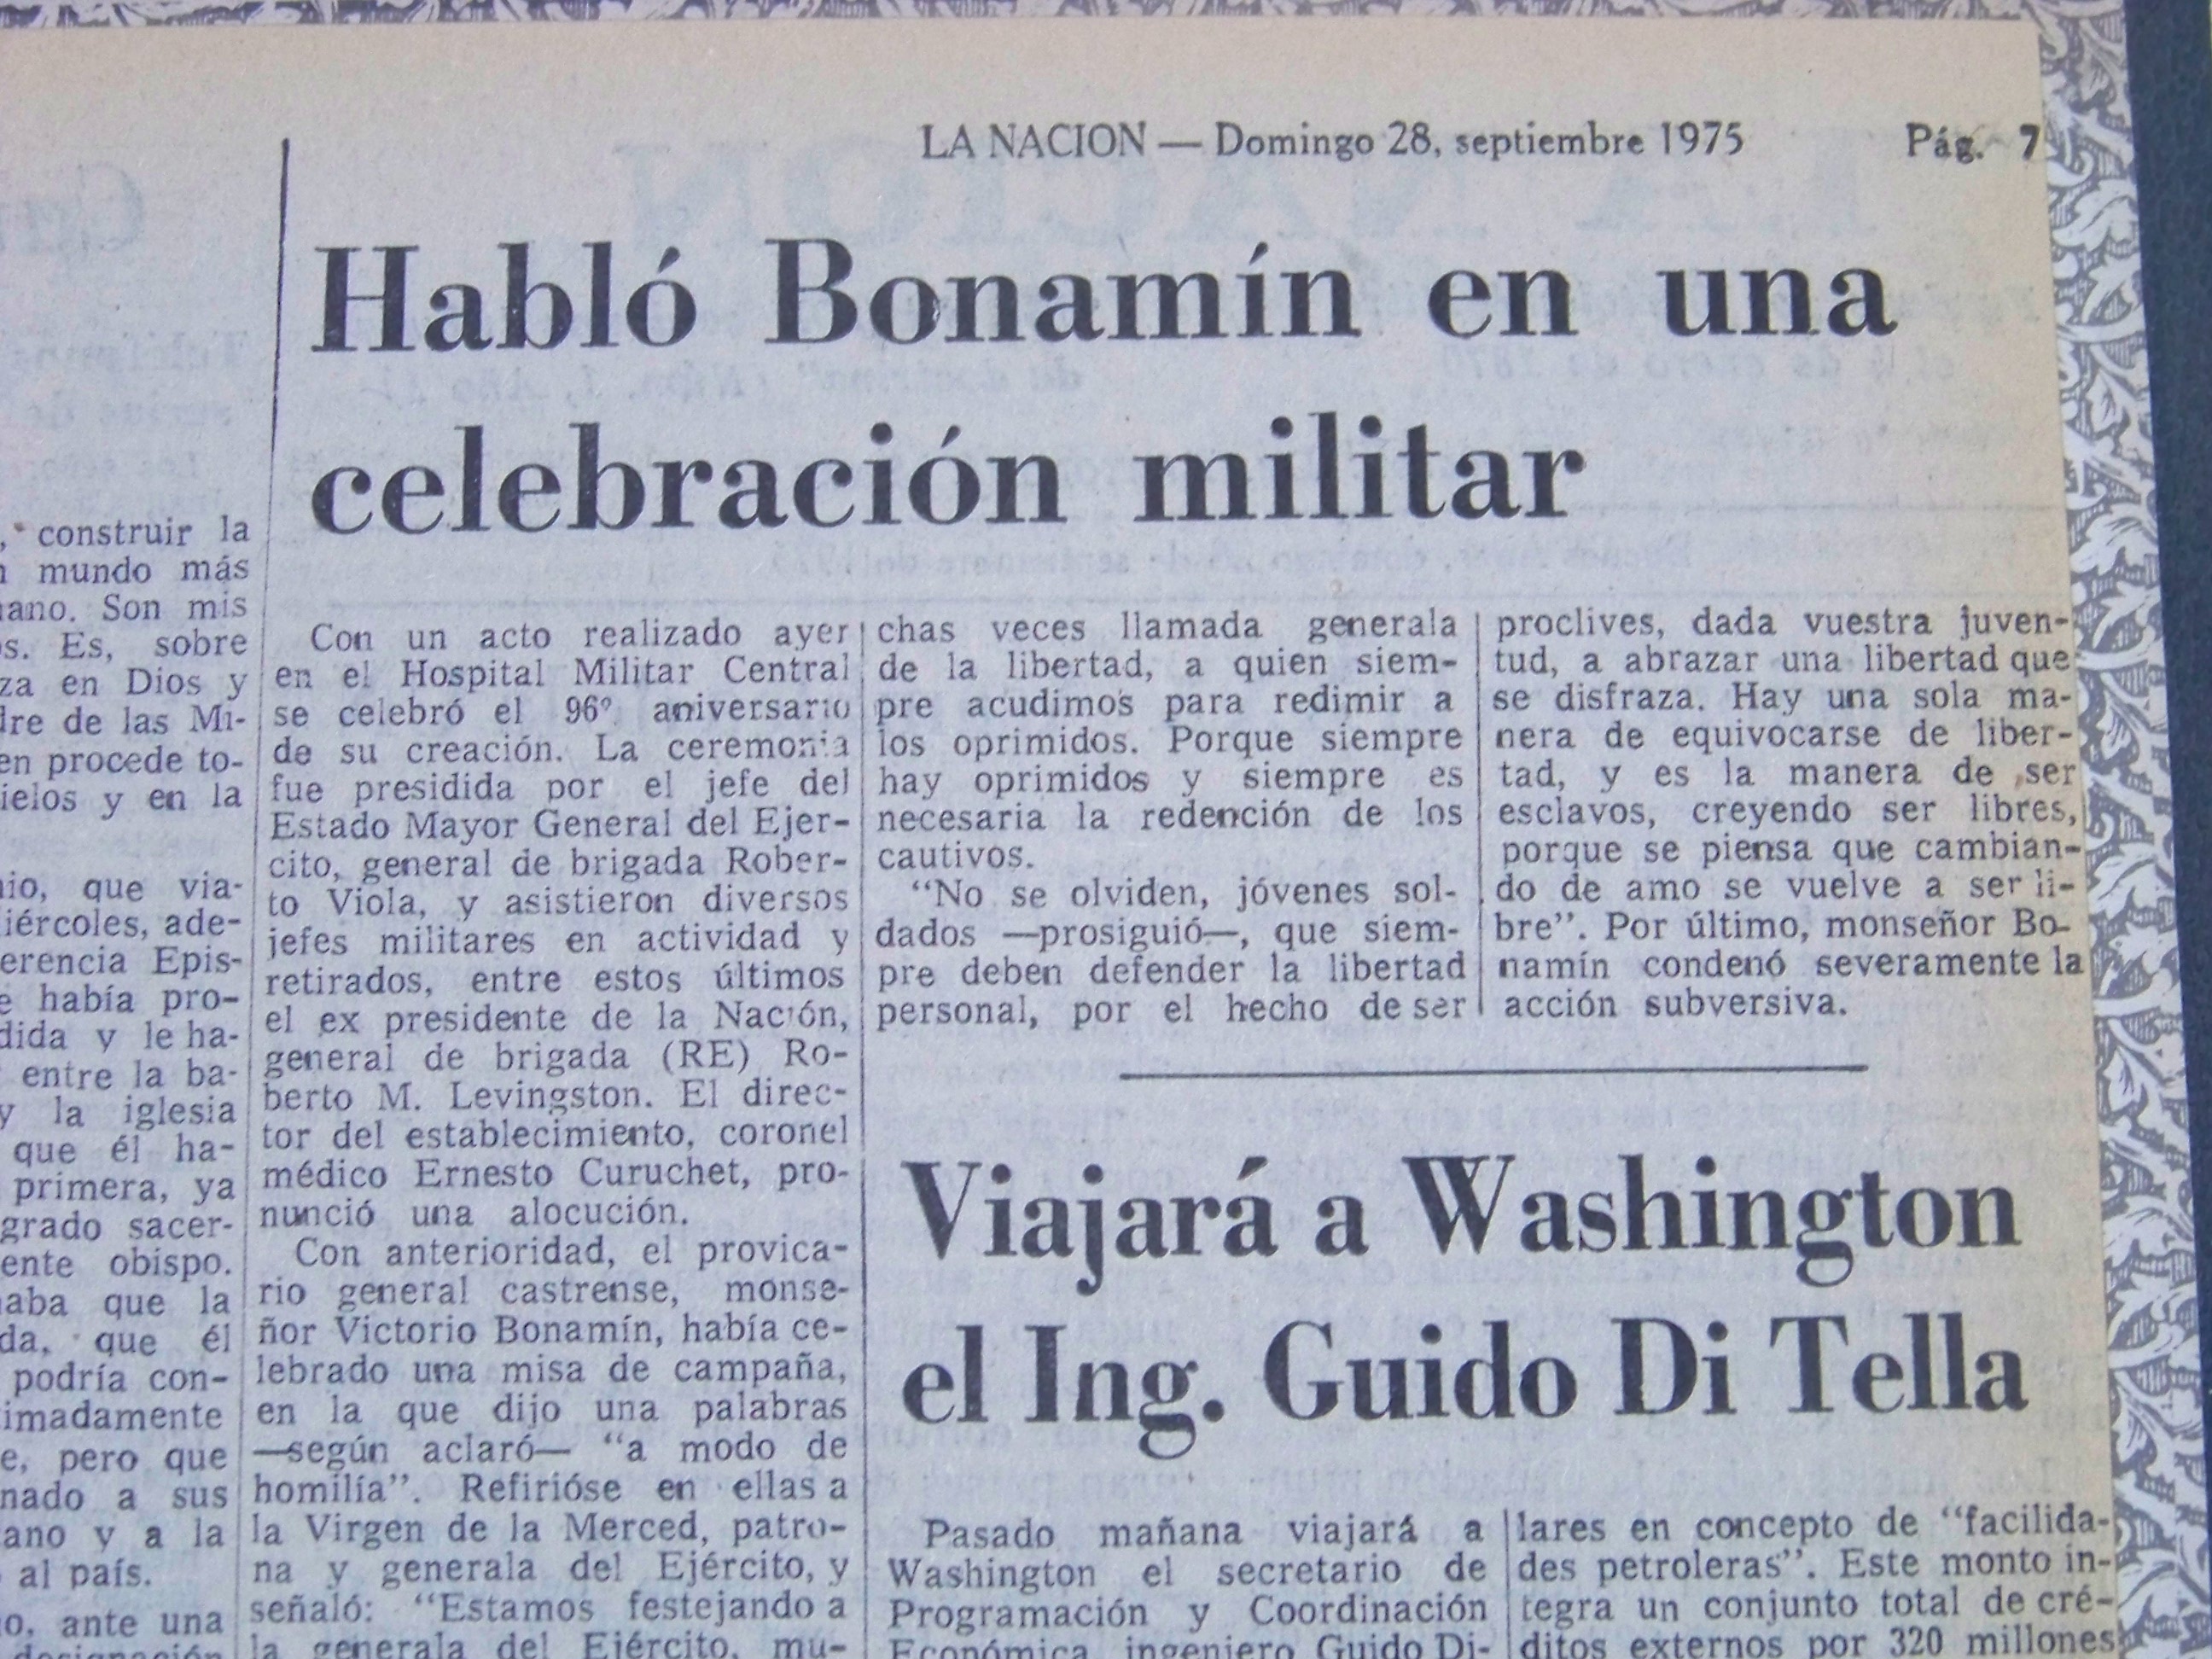 LA NACION — Domingo 28, septiembre 1975
Pág. 7
construir la
mundo más
Son mis
Es, sobre
en Dios y
de las Mi-
procede to-
y en la
que via-
ade-
Epis-
había pro-
y le ha-
entre la ba-
y la iglesia
que él ha-
primera, ya
grado sacer-
obispo.
que la
que él
podría con-
pero que
a sus
y a la
al país.
ante una
Habló Bonamín en una
celebración militar
Con un acto realizado ayer
en el Hospital Militar Central
se celebró el 96º aniversario
de su creación. La ceremonia
fue presidida por el jefe del
Estado Mayor General del Ejer-
cito, general de brigada Rober-
to Viola, y asistieron diversos
jefes militares en actividad y
retirados, entre estos últimos
el ex presidente de la Nación,
general de brigada (RE) Ro-
berto M. Levingston. El direc-
tor del establecimiento, coronel
médico Ernesto Curuchet, pro-
nunció una alocución.
Con anterioridad, el provica-
rio general castrense, monse-
ñor Victorio Bonamín, había ce-
lebrado una misa de campaña,
en la que dijo una palabras
—según aclaró— “a modo de
homilía”. Refirióse en ellas a
la Virgen de la Merced, patro-
na y generala del Ejército, y
señaló: “Estamos festejando a
la generala del Ejército, mu-
chas veces llamada generala
de la libertad, a quien siem-
pre acudimos para redimir a
los oprimidos. Porque siempre
hay oprimidos y siempre es
necesaria la redención de los
cautivos.
“No se olviden, jóvenes sol-
dados —prosiguió—, que siem-
pre deben defender la libertad
personal, por el hecho de ser
proclives, dada vuestra juven-
tud, a abrazar una libertad que
se disfraza. Hay una sola ma-
nera de equivocarse de liber-
tad, y es la manera de ser
esclavos, creyendo ser libres,
porque se piensa que cambian-
do de amo se vuelve a ser li-
bre”. Por último, monseñor Bo-
namín condenó severamente la
acción subversiva.
Viajará a Washington
el Ing. Guido Di Tella
Pasado mañana viajará a
Washington el secretario de
Programación y Coordinación
Económica, ingeniero Guido Di-
lares en concepto de “facilida-
des petroleras”. Este monto in-
tegra un conjunto total de cré-
ditos externos por 320 millones